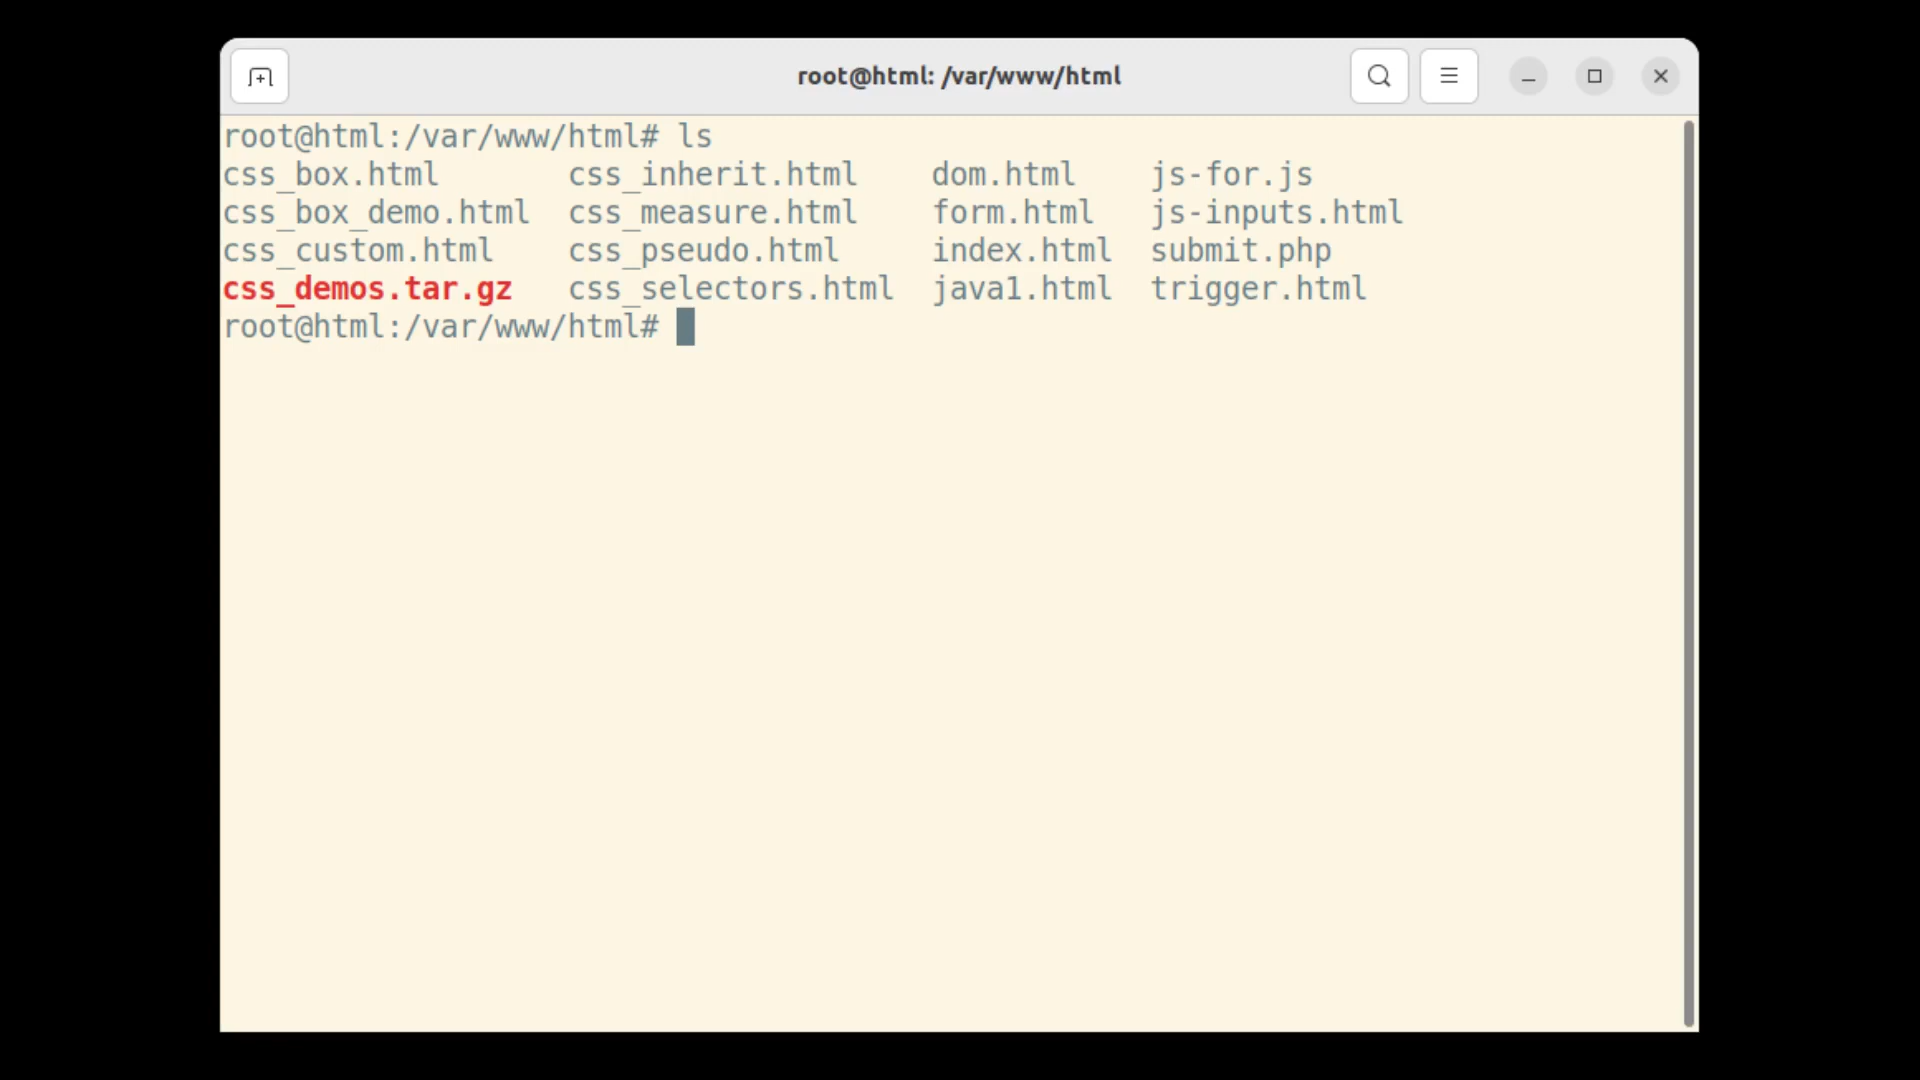 root@html: /var/www/html
root@html:/var/www/html# ls
css_box.html css_inherit.html dom.html js-for.js
css_box_demo.html css_measure.html form.html js-inputs.html
css_custom.html css_pseudo.html index.html submit.php
css_demos.tar.gz css_selectors.html java1.html trigger.html
root@html:/var/www/html#